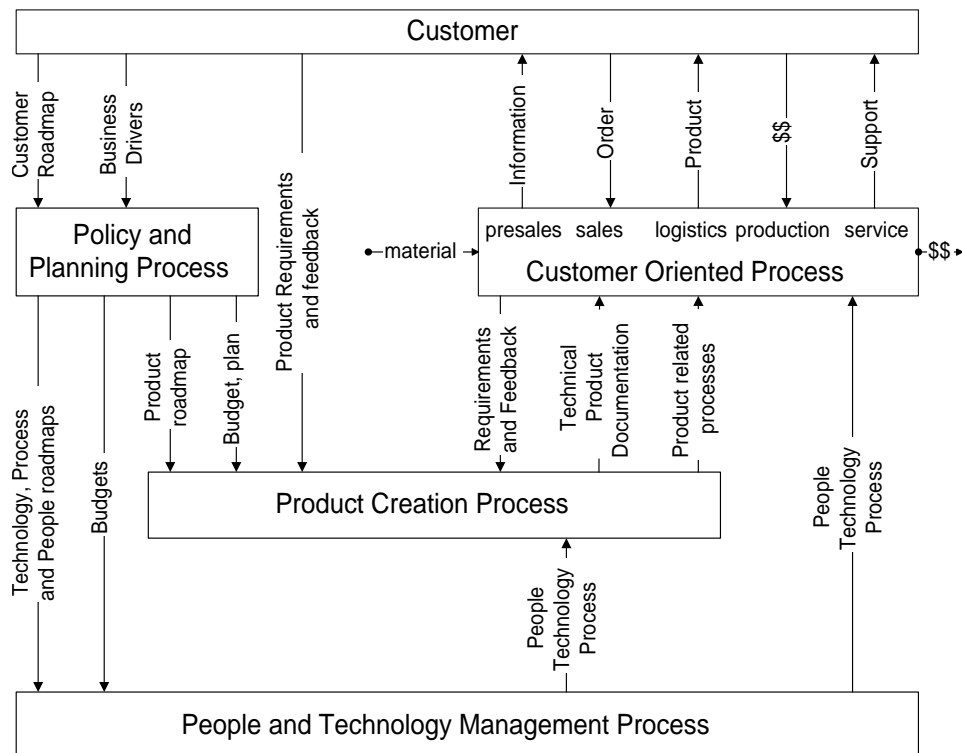 Customer
Customer
Roadmap
Business
Drivers
Product Requirements
and feedback
Information
Order
Product
$$
Support
Policy and
Planning Process
presales sales logistics production service
Customer Oriented Process
material
$$
Technology, Process
and People roadmaps
Budgets
Product
roadmap
Budget, plan
Requirements
and Feedback
Technical
Product
Documentation
Product related
processes
People
Technology
Process
Product Creation Process
People
Technology
Process
People and Technology Management Process